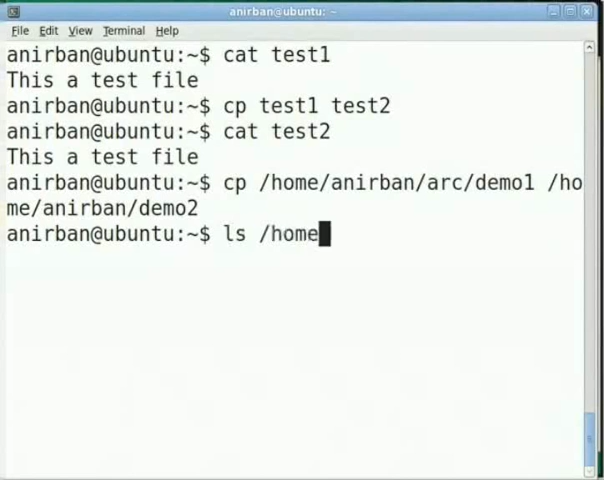 anirban@ubuntu: ~
File Edit View Terminal Help
anirban@ubuntu:~$ cat test1
This a test file
anirban@ubuntu:~$ cp test1 test2
anirban@ubuntu:~$ cat test2
This a test file
anirban@ubuntu:~$ cp /home/anirban/arc/demo1 /ho
me/anirban/demo2
anirban@ubuntu:~$ ls /home